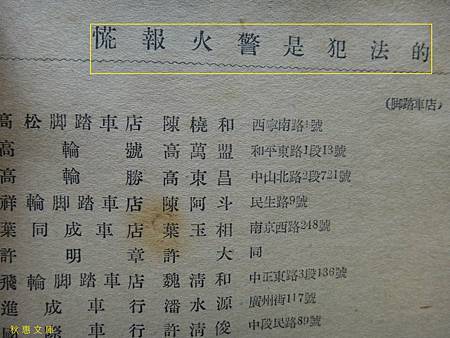 慌報火警是犯法的
(脚踏車店)
高松脚踏車店 陳橈和 西寧南路1號
高輪號 高萬盟 和平東路1段13號
高輪勝 高東昌 中山北路2段721
祥輪脚踏車店 陳阿斗 民生路9號
葉同成車店 葉玉相 南京西路248號
許明章 許大同
飛輪脚踏車店 魏清和 中正東路3段136號
進成車行 潘水源 廣州街117號
國際車行 許清俊 中段民路89號
秋惠文庫